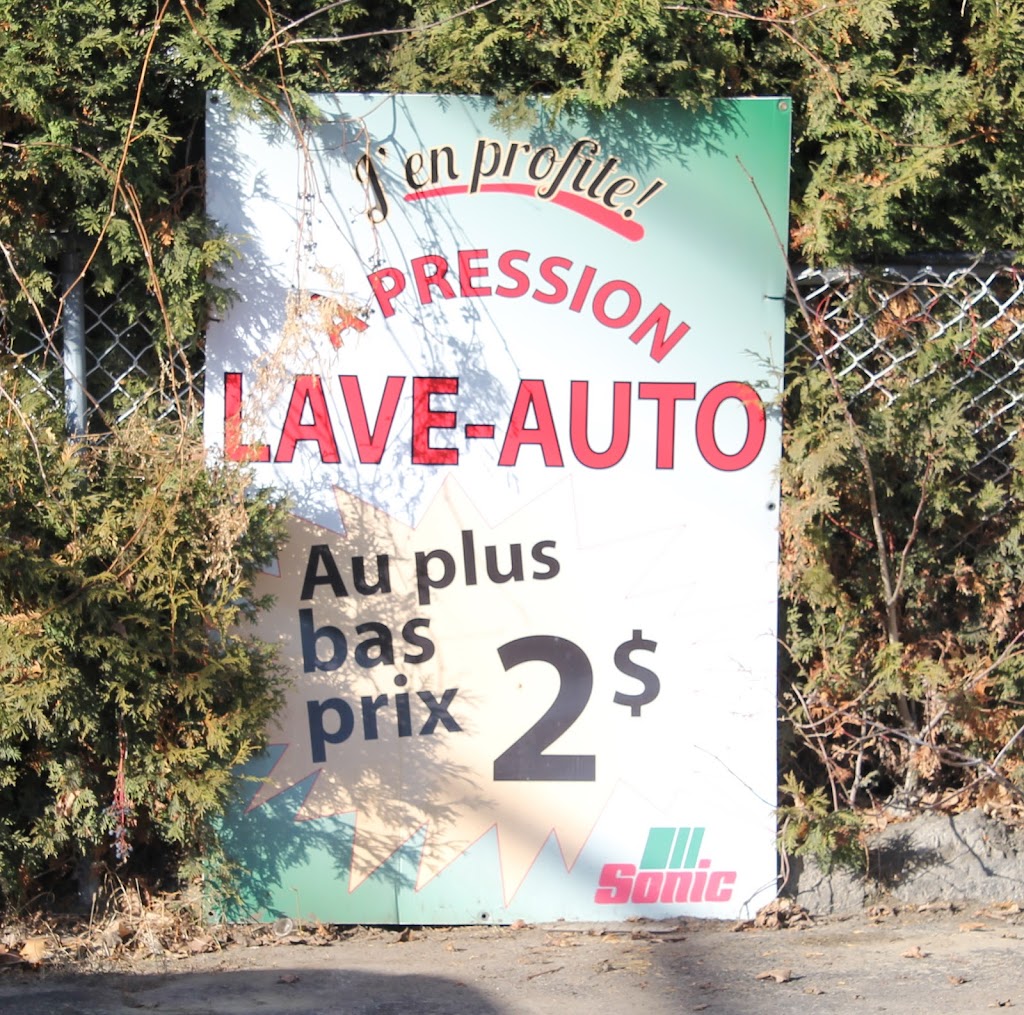 J'en profite!
À PRESSION
LAVE-AUTO
Au plus
bas
prix 2$
Sonic